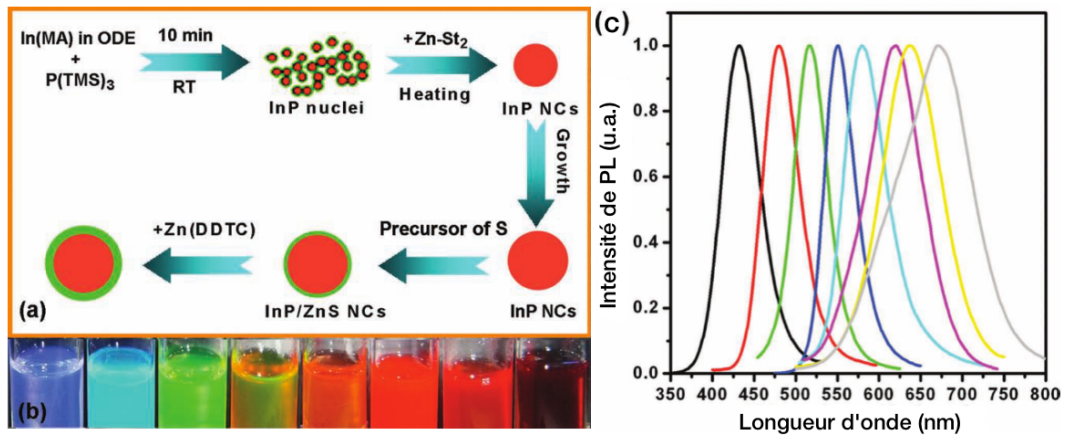 (a)
In(MA) in ODE
+
P(TMS)₃
10 min
RT
InP nuclei
+Zn-St₂
Heating
InP NCs
Growth
InP NCs
Precursor of S
InP/ZnS NCs
+Zn(DDTC)
(b)
(c)
Intensité de PL (u.a.)
1.0
0.8
0.6
0.4
0.2
0.0
350 400 450 500 550 600 650 700 750 800
Longueur d'onde (nm)